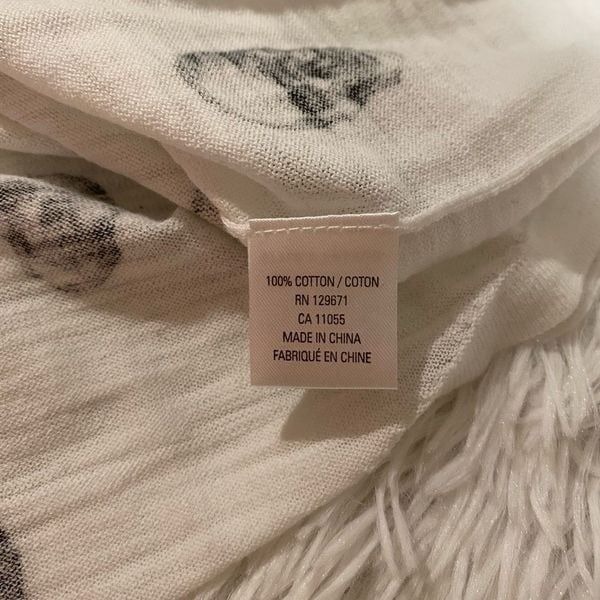 100% COTTON / COTON
RN 129671
CA 11055
MADE IN CHINA
FABRIQUÉ EN CHINE